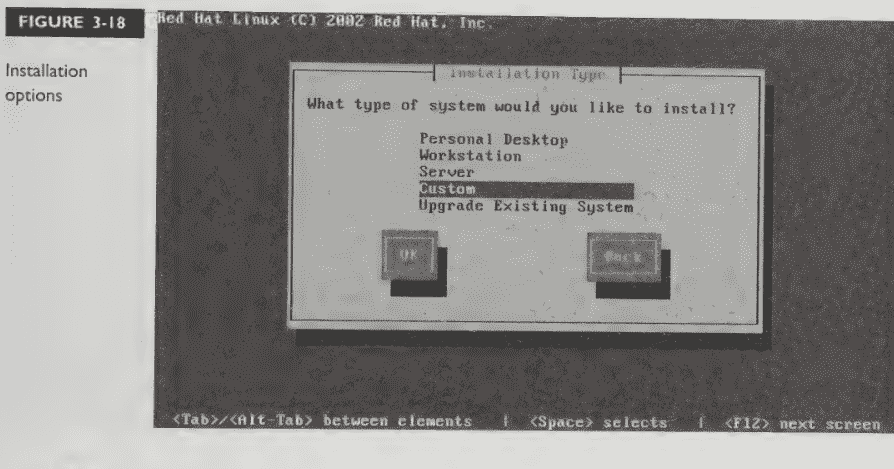 FIGURE 3-18
Installation
options
Red Hat Linux (C) 2002 Red Hat, Inc.
Installation Type
What type of system would you like to install?
Personal Desktop
Workstation
Server
Custom
Upgrade Existing System
OK
Back
<Tab>/<Alt-Tab> between elements | <Space> selects | <F12> next screen